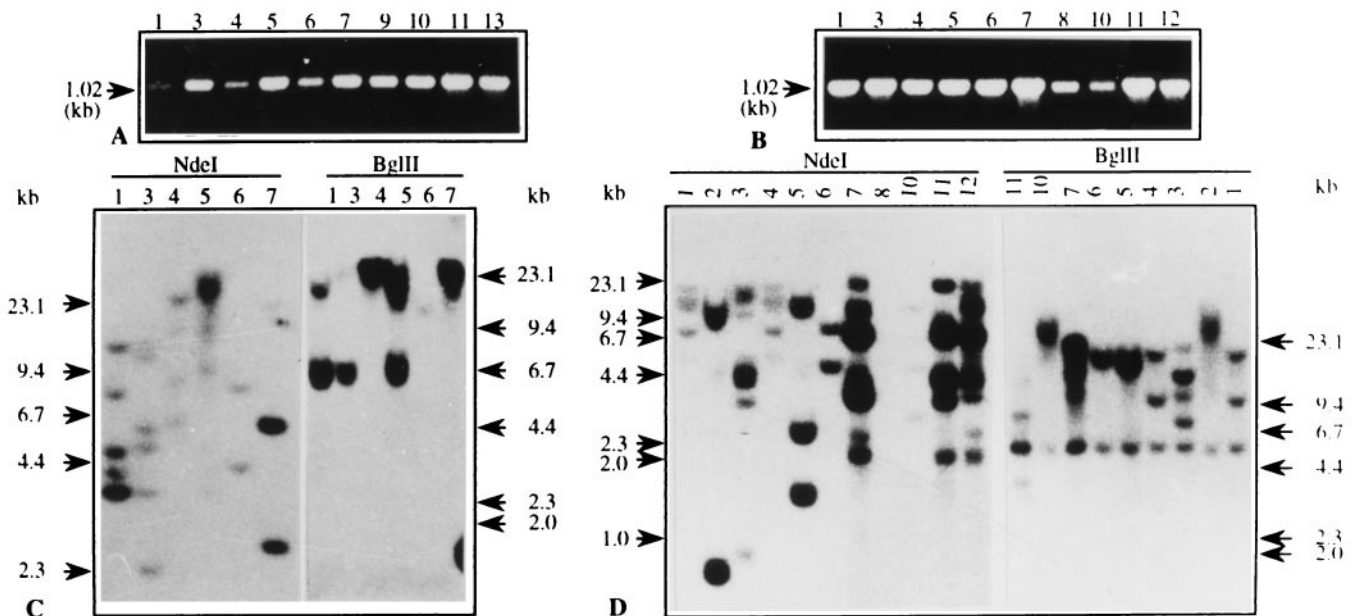 1 3 4 5 6 7 9 10 11 13
1.02
(kb)
A
1 3 4 5 6 7 8 10 11 12
1.02
(kb)
B
NdeI BglII
kb 1 3 4 5 6 7 1 3 4 5 6 7 kb
23.1
9.4
6.7
4.4
2.3
23.1
9.4
6.7
4.4
2.3
2.0
C
NdeI BglII
kb 1 2 3 4 5 6 7 8 10 11 12 11 10 7 6 5 4 3 2 1 kb
23.1
9.4
6.7
4.4
2.3
2.0
1.0
23.1
9.4
6.7
4.4
2.3
2.0
D